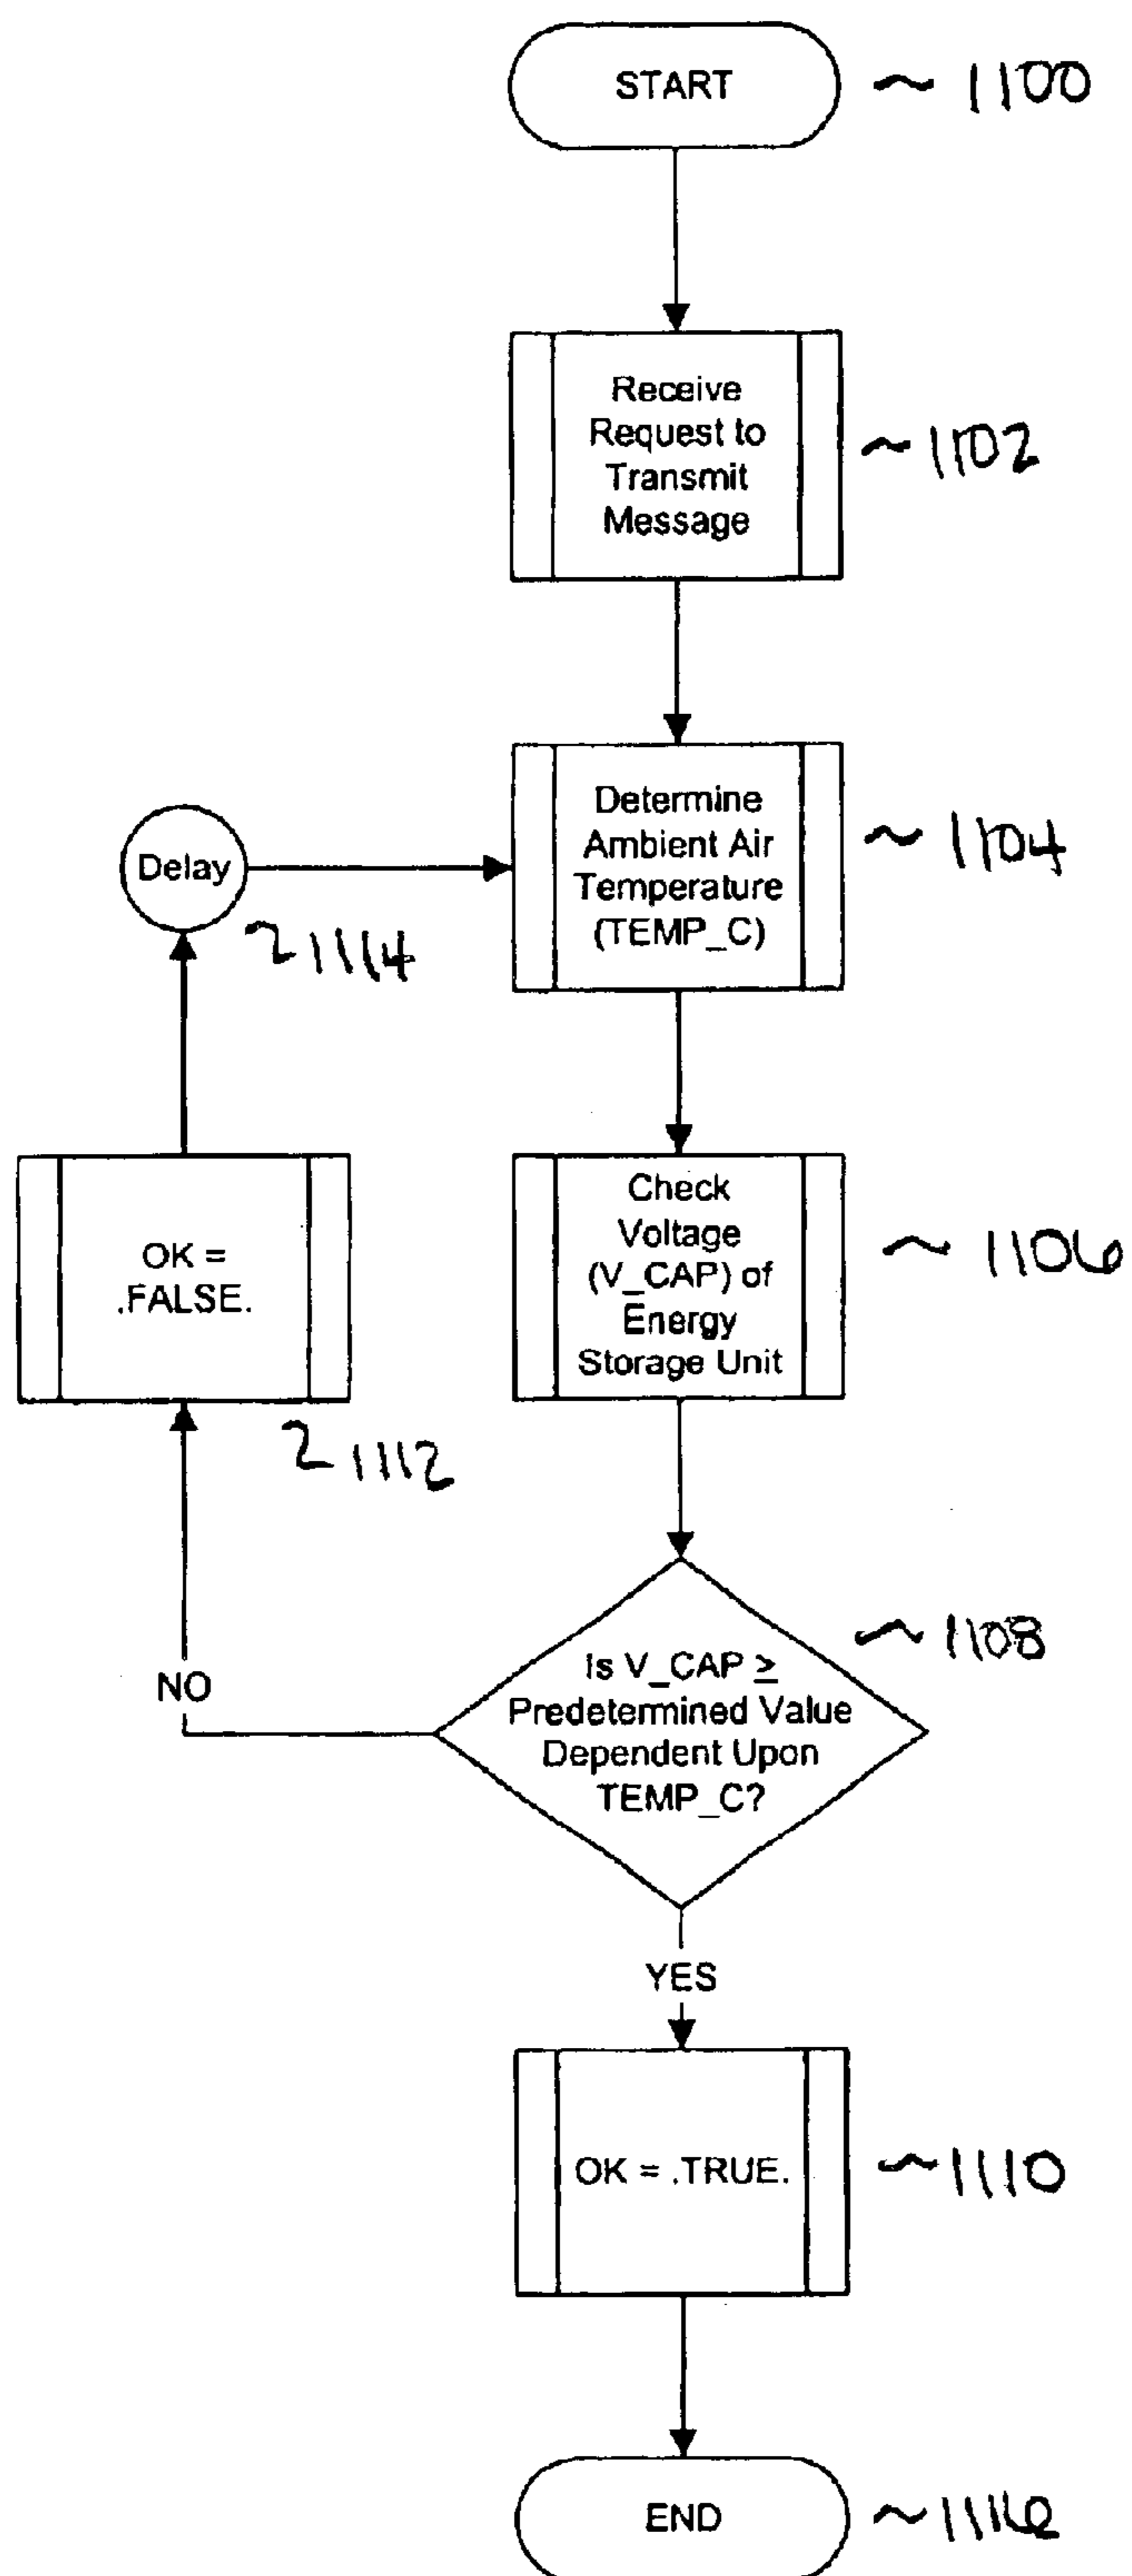 START
~ 1100
Receive
Request to
Transmit
Message
~ 1102
Determine
Ambient Air
Temperature
(TEMP_C)
~ 1104
Delay
1114
Check
Voltage
(V_CAP) of
Energy
Storage Unit
~ 1106
OK =
.FALSE.
1112
Is V_CAP ≥
Predetermined Value
Dependent Upon
TEMP_C?
~ 1108
NO
YES
OK = .TRUE.
~ 1110
END
~ 1116